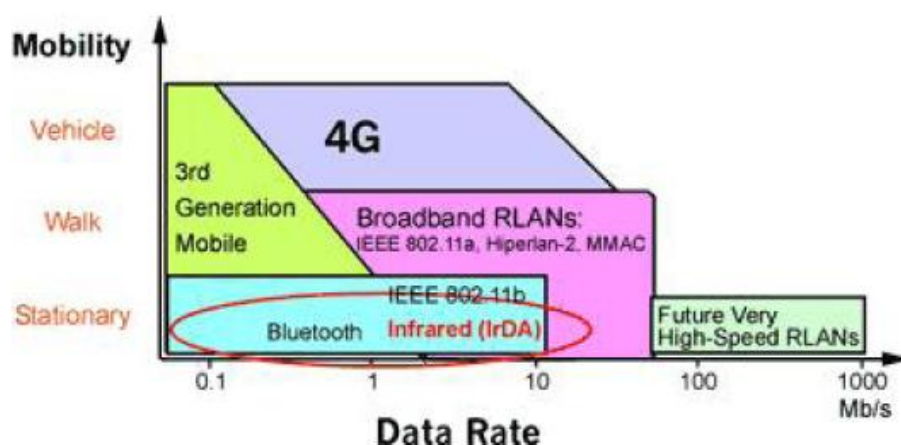 Mobility
Vehicle
4G
3rd
Generation
Mobile
Walk
Broadband RLANs:
IEEE 802.11a, Hiperlan-2, MMAC
IEEE 802.11b
Stationary
Bluetooth
Infrared (IrDA)
Future Very
High-Speed RLANs
0.1 1 10 100 1000
Mb/s
Data Rate